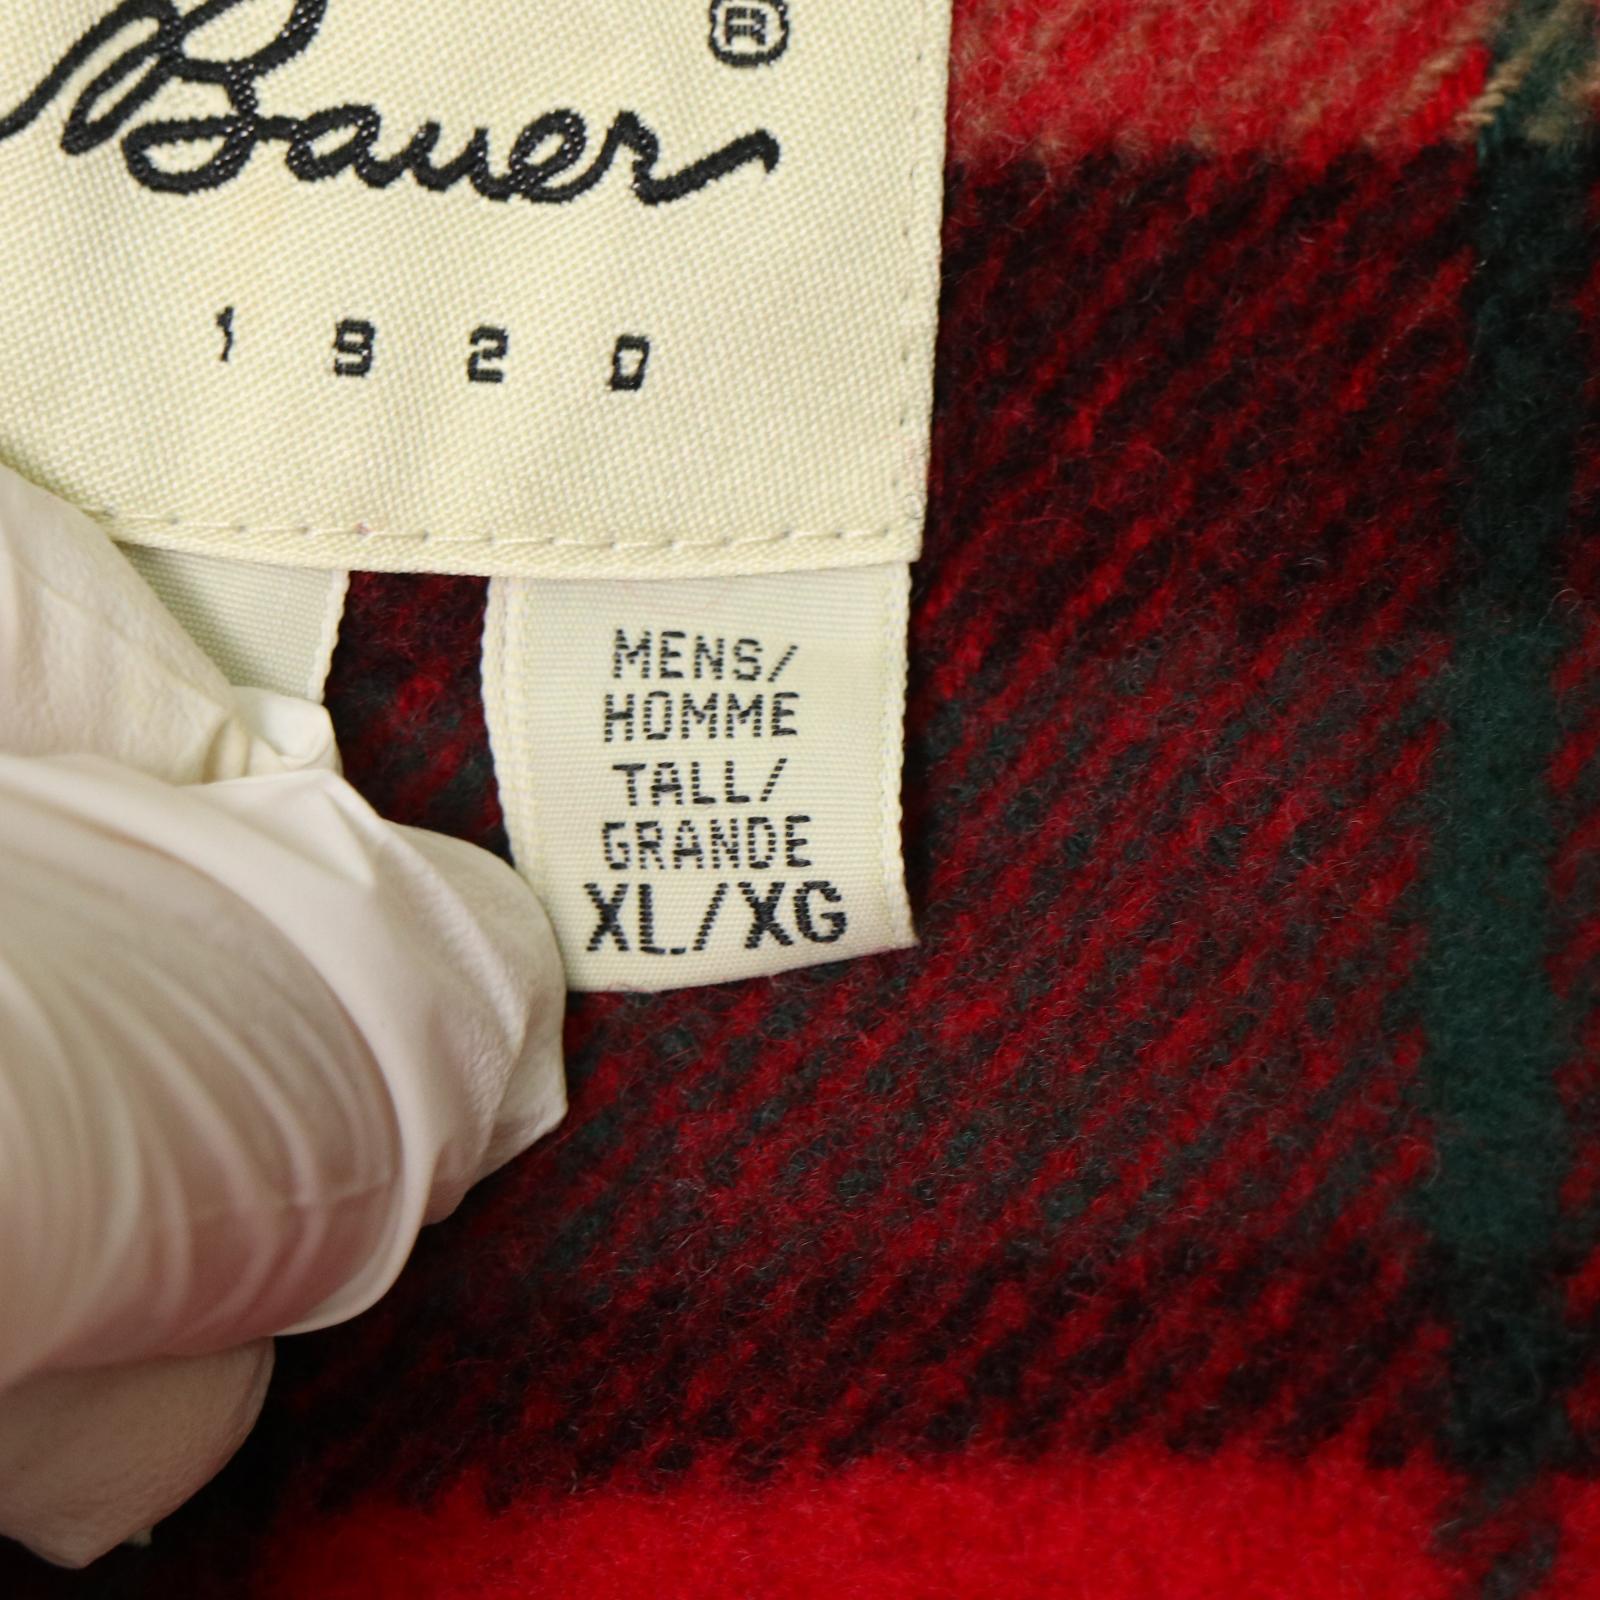 Bauer ®
1920
MENS/
HOMME
TALL/
GRANDE
XL/XG